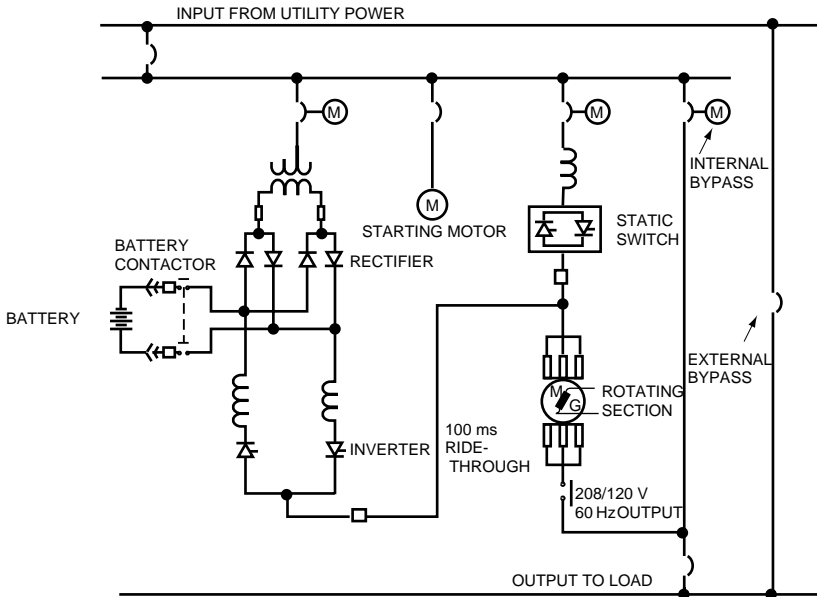 INPUT FROM UTILITY POWER
M
M
M
INTERNAL
BYPASS
M
STARTING MOTOR
STATIC
SWITCH
BATTERY
CONTACTOR
RECTIFIER
BATTERY
EXTERNAL
BYPASS
M
G
ROTATING
SECTION
100 ms
RIDE-
THROUGH
INVERTER
208/120 V
60 Hz OUTPUT
OUTPUT TO LOAD